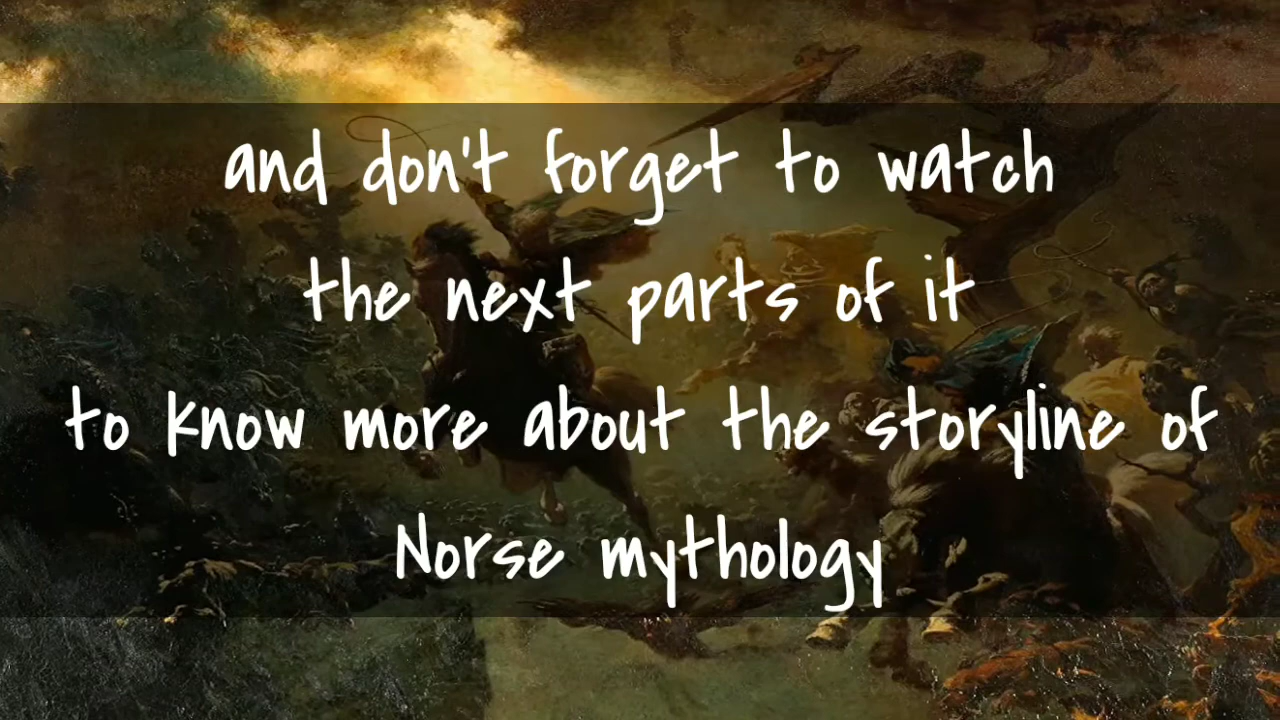 and don't forget to watch
the next parts of it
to know more about the storyline of
Norse mythology